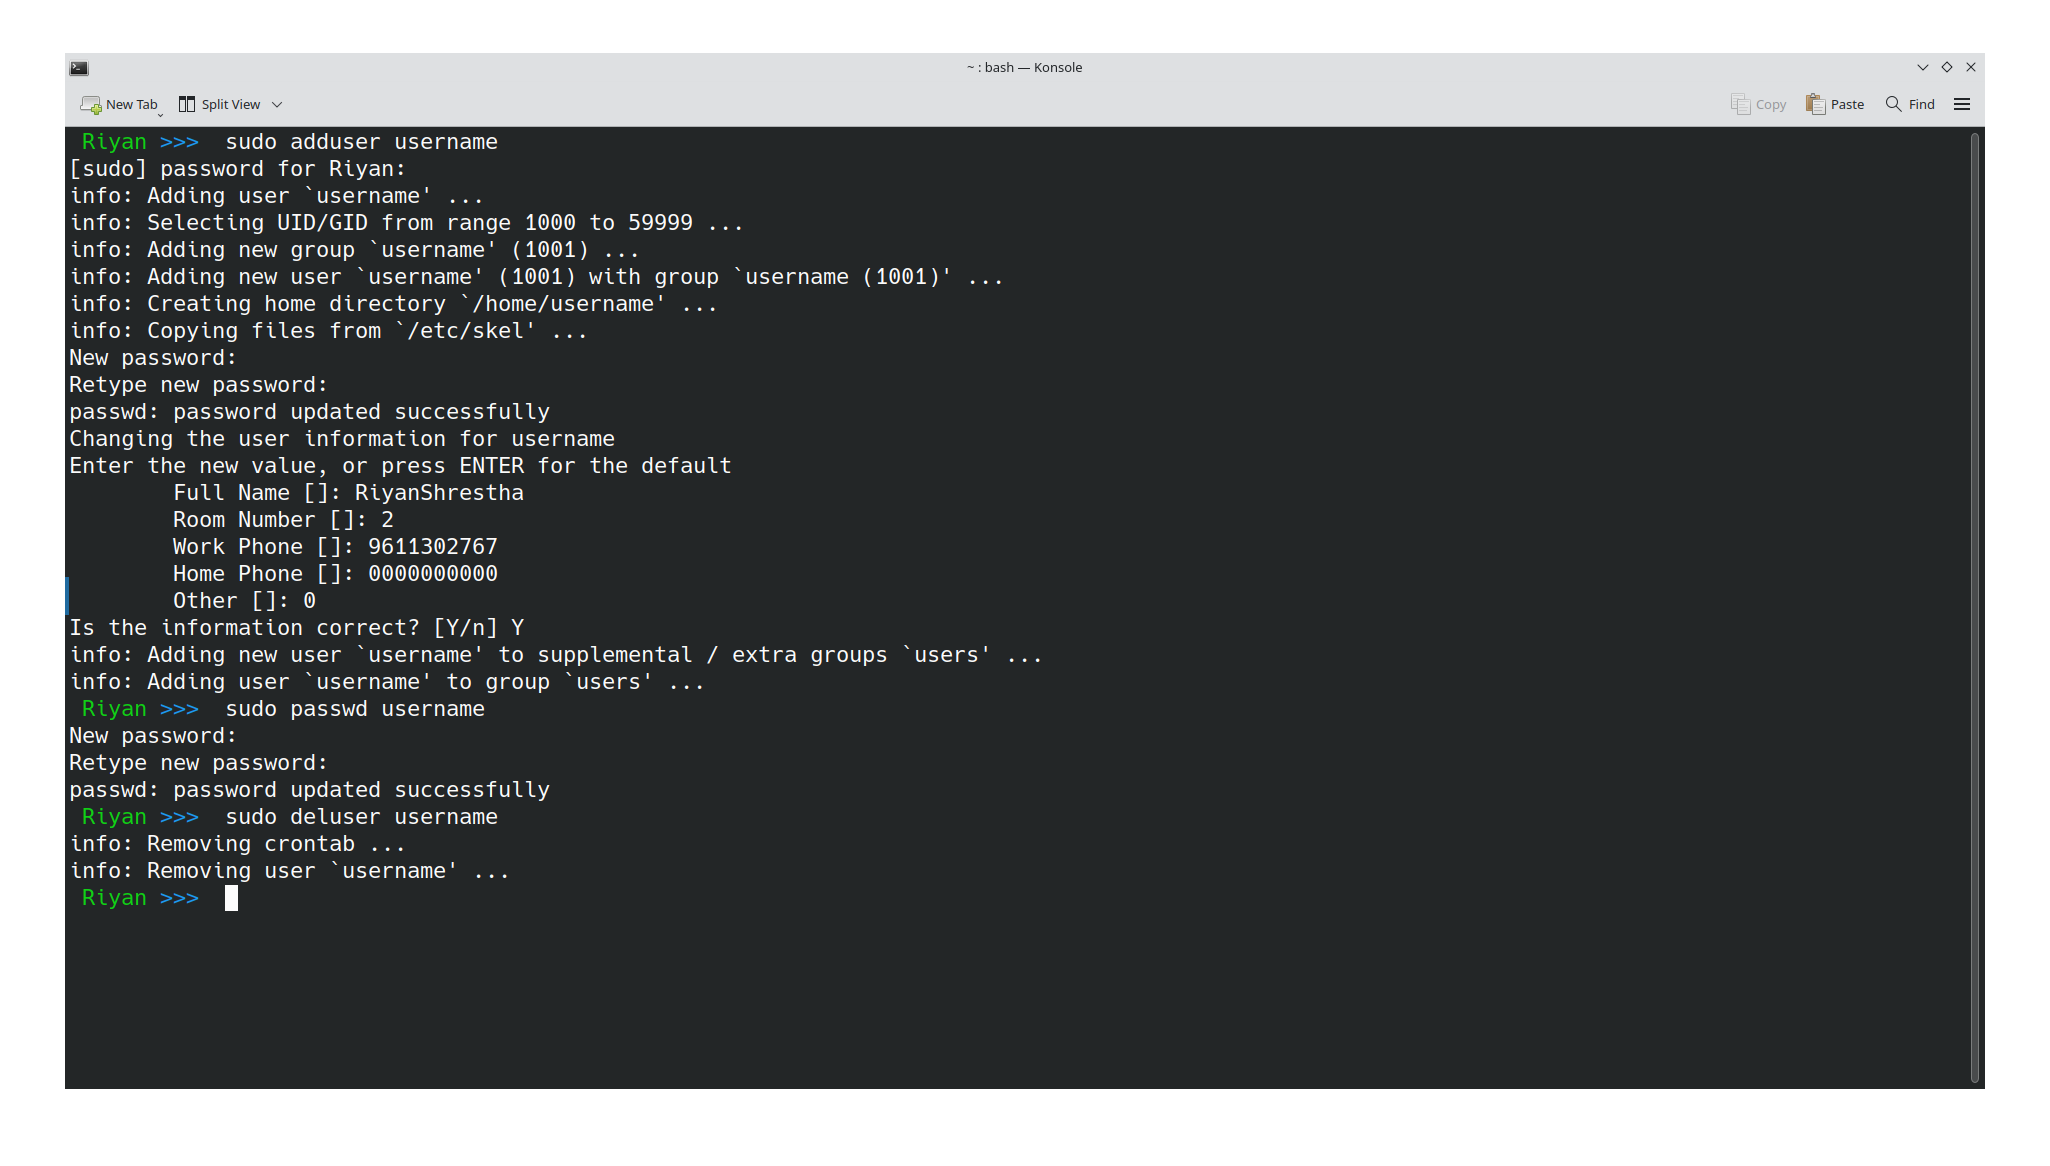 ~ : bash — Konsole
New Tab Split View Copy Paste Find
Riyan >>> sudo adduser username
[sudo] password for Riyan:
info: Adding user `username' ...
info: Selecting UID/GID from range 1000 to 59999 ...
info: Adding new group `username' (1001) ...
info: Adding new user `username' (1001) with group `username (1001)' ...
info: Creating home directory `/home/username' ...
info: Copying files from `/etc/skel' ...
New password:
Retype new password:
passwd: password updated successfully
Changing the user information for username
Enter the new value, or press ENTER for the default
Full Name []: RiyanShrestha
Room Number []: 2
Work Phone []: 9611302767
Home Phone []: 0000000000
Other []: 0
Is the information correct? [Y/n] Y
info: Adding new user `username' to supplemental / extra groups `users' ...
info: Adding user `username' to group `users' ...
Riyan >>> sudo passwd username
New password:
Retype new password:
passwd: password updated successfully
Riyan >>> sudo deluser username
info: Removing crontab ...
info: Removing user `username' ...
Riyan >>>